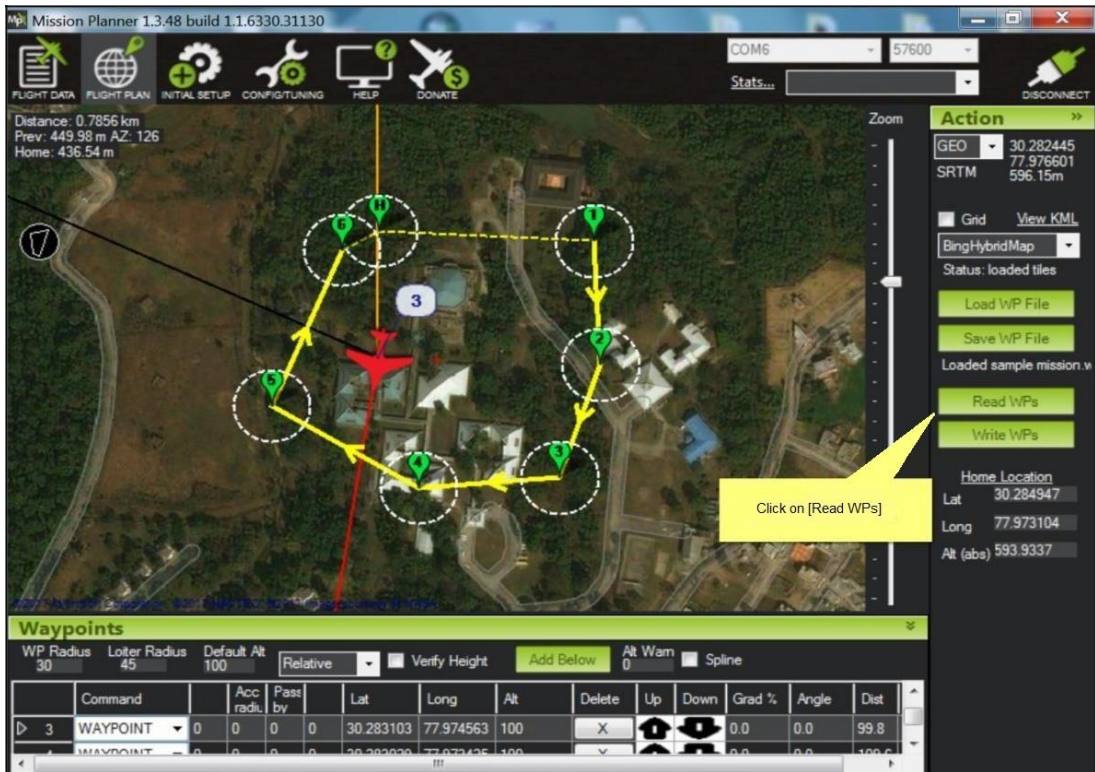 Mission Planner 1.3.48 build 1.1.6330.31130
FLIGHT DATA
FLIGHT PLAN
INITIAL SETUP
CONFIG/TUNING
HELP
DONATE
COM6
57600
Stats...
DISCONNECT
Distance: 0.7856 km
Prev: 449.98 m AZ: 126
Home: 436.54 m
Zoom
H
6
1
3
2
5
4
3
Action
GEO 30.282445
77.976601
SRTM 596.15m
Grid View KML
BingHybridMap
Status: loaded tiles
Load WP File
Save WP File
Loaded sample mission.w
Read WPs
Write WPs
Click on [Read WPs]
Home Location
Lat 30.284947
Long 77.973104
Alt (abs) 593.9337
Waypoints
WP Radius Loiter Radius Default Alt Alt Warn
30 45 100 Relative Verify Height Add Below 0 Spline
Command Acc radiu Pass by Lat Long Alt Delete Up Down Grad % Angle Dist
3 WAYPOINT 0 0 0 0 30.283103 77.974563 100 X 0.0 0.0 99.8